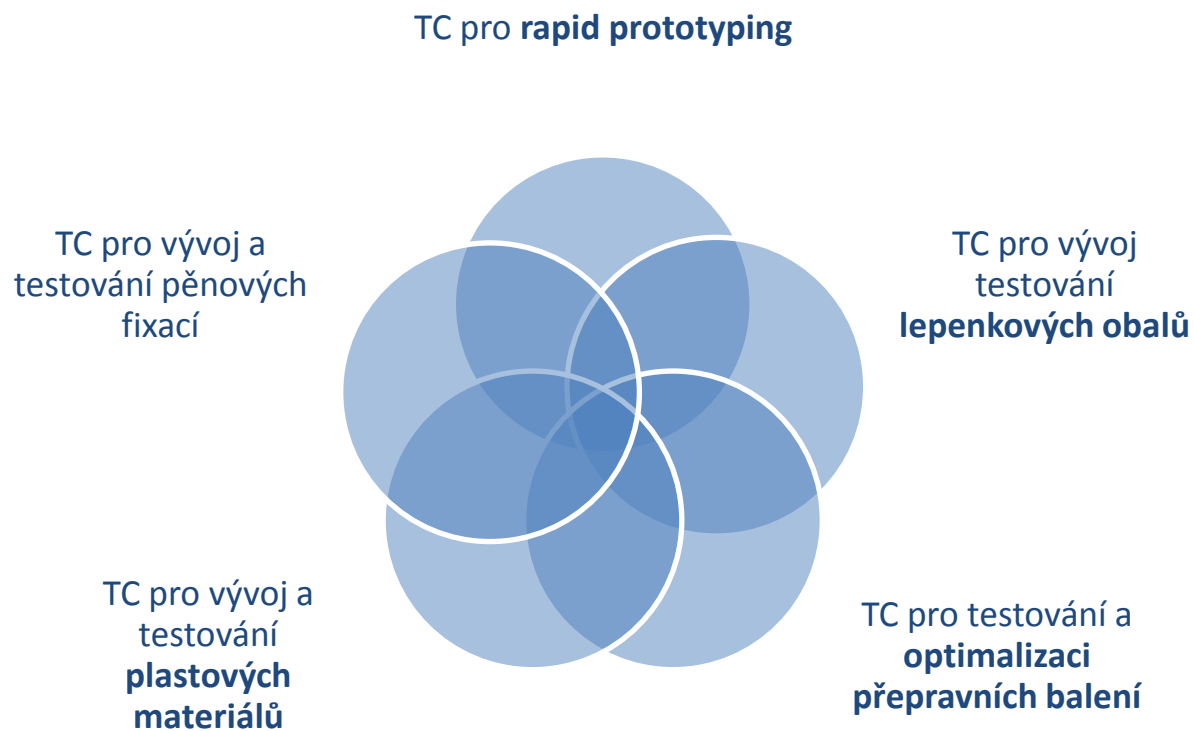 TC pro rapid prototyping
TC pro vývoj a
testování pěnových
fixací
TC pro vývoj
testování
lepenkových obalů
TC pro vývoj a
testování
plastových
materiálů
TC pro testování a
optimalizaci
přepravních balení